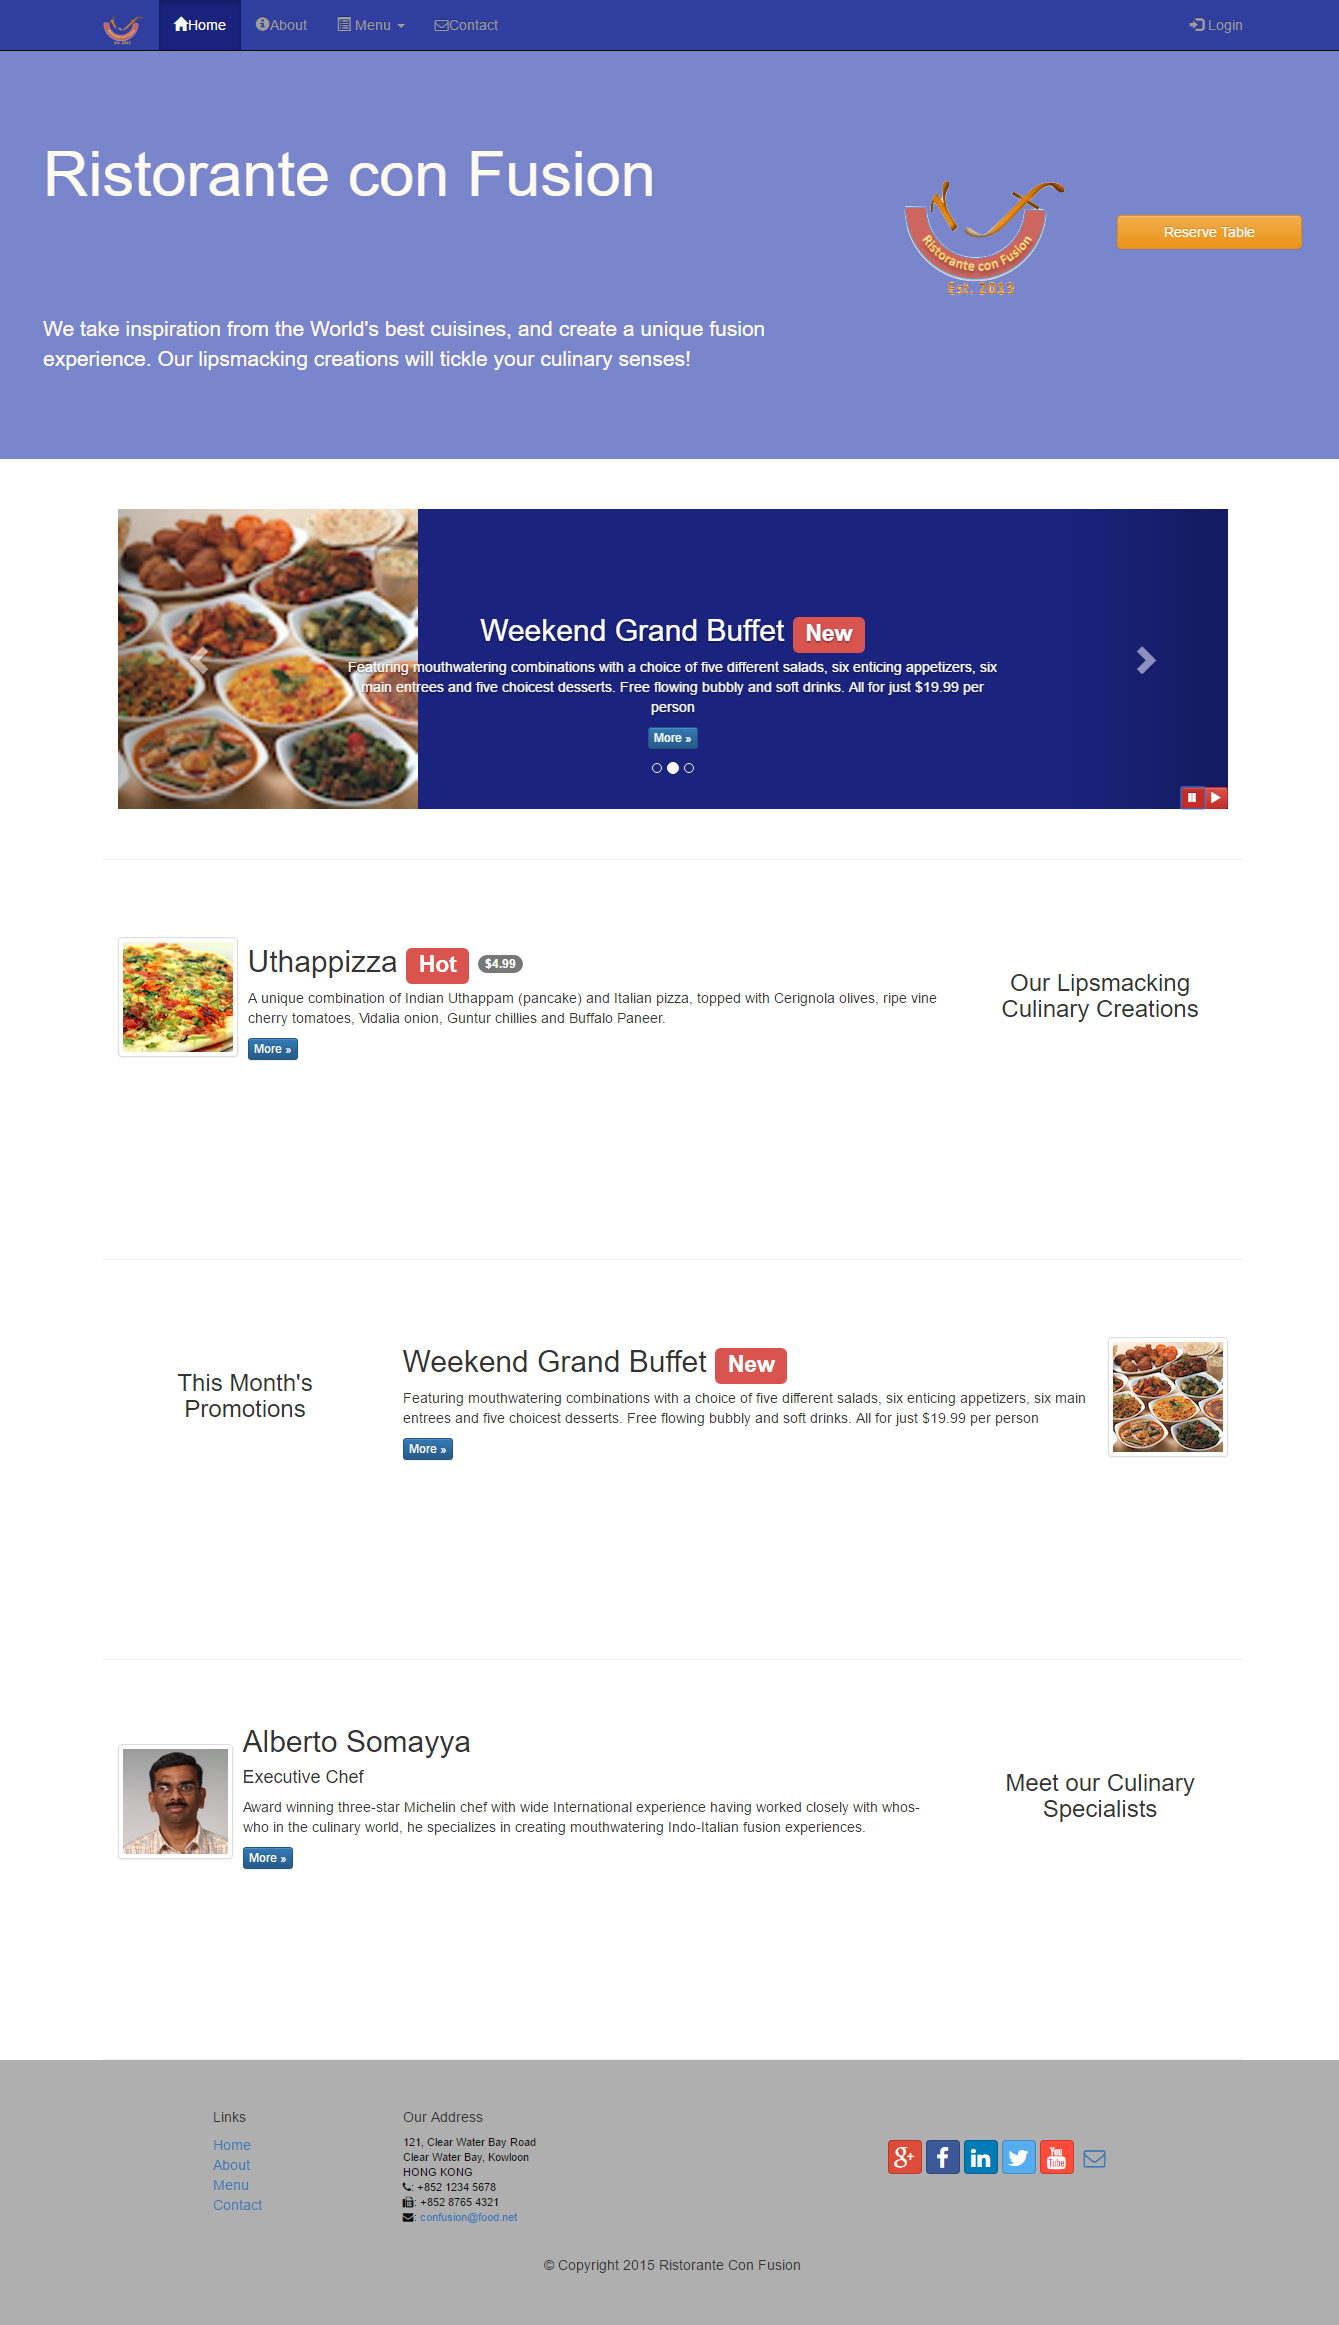 Home About Menu Contact Login
Ristorante con Fusion
Ristorante con Fusion
Est. 2013
Reserve Table
We take inspiration from the World's best cuisines, and create a unique fusion
experience. Our lipsmacking creations will tickle your culinary senses!
Weekend Grand Buffet New
Featuring mouthwatering combinations with a choice of five different salads, six enticing appetizers, six
main entrees and five choicest desserts. Free flowing bubbly and soft drinks. All for just $19.99 per
person
More »
Uthappizza Hot $4.99
A unique combination of Indian Uthappam (pancake) and Italian pizza, topped with Cerignola olives, ripe vine
cherry tomatoes, Vidalia onion, Guntur chillies and Buffalo Paneer.
More »
Our Lipsmacking
Culinary Creations
This Month's
Promotions
Weekend Grand Buffet New
Featuring mouthwatering combinations with a choice of five different salads, six enticing appetizers, six main
entrees and five choicest desserts. Free flowing bubbly and soft drinks. All for just $19.99 per person
More »
Alberto Somayya
Executive Chef
Award winning three-star Michelin chef with wide International experience having worked closely with whos-
who in the culinary world, he specializes in creating mouthwatering Indo-Italian fusion experiences.
More »
Meet our Culinary
Specialists
Links
Home
About
Menu
Contact
Our Address
121, Clear Water Bay Road
Clear Water Bay, Kowloon
HONG KONG
: +852 1234 5678
: +852 8765 4321
: confusion@food.net
g+ f in You Tube
© Copyright 2015 Ristorante Con Fusion